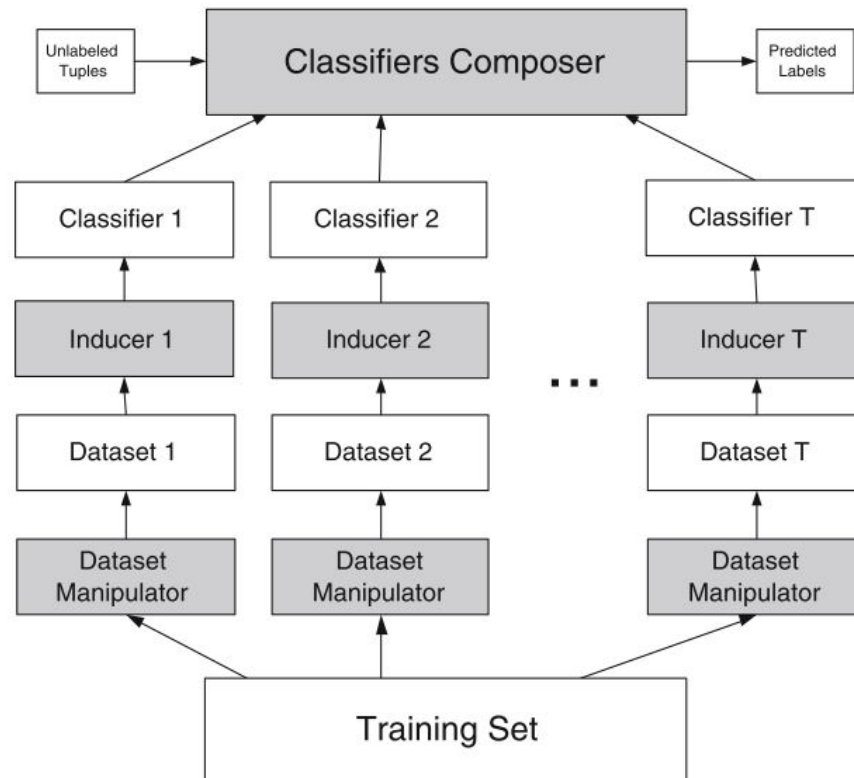 Unlabeled
Tuples
Classifiers Composer
Predicted
Labels
Classifier 1
Classifier 2
Classifier T
Inducer 1
Inducer 2
...
Inducer T
Dataset 1
Dataset 2
Dataset T
Dataset
Manipulator
Dataset
Manipulator
Dataset
Manipulator
Training Set